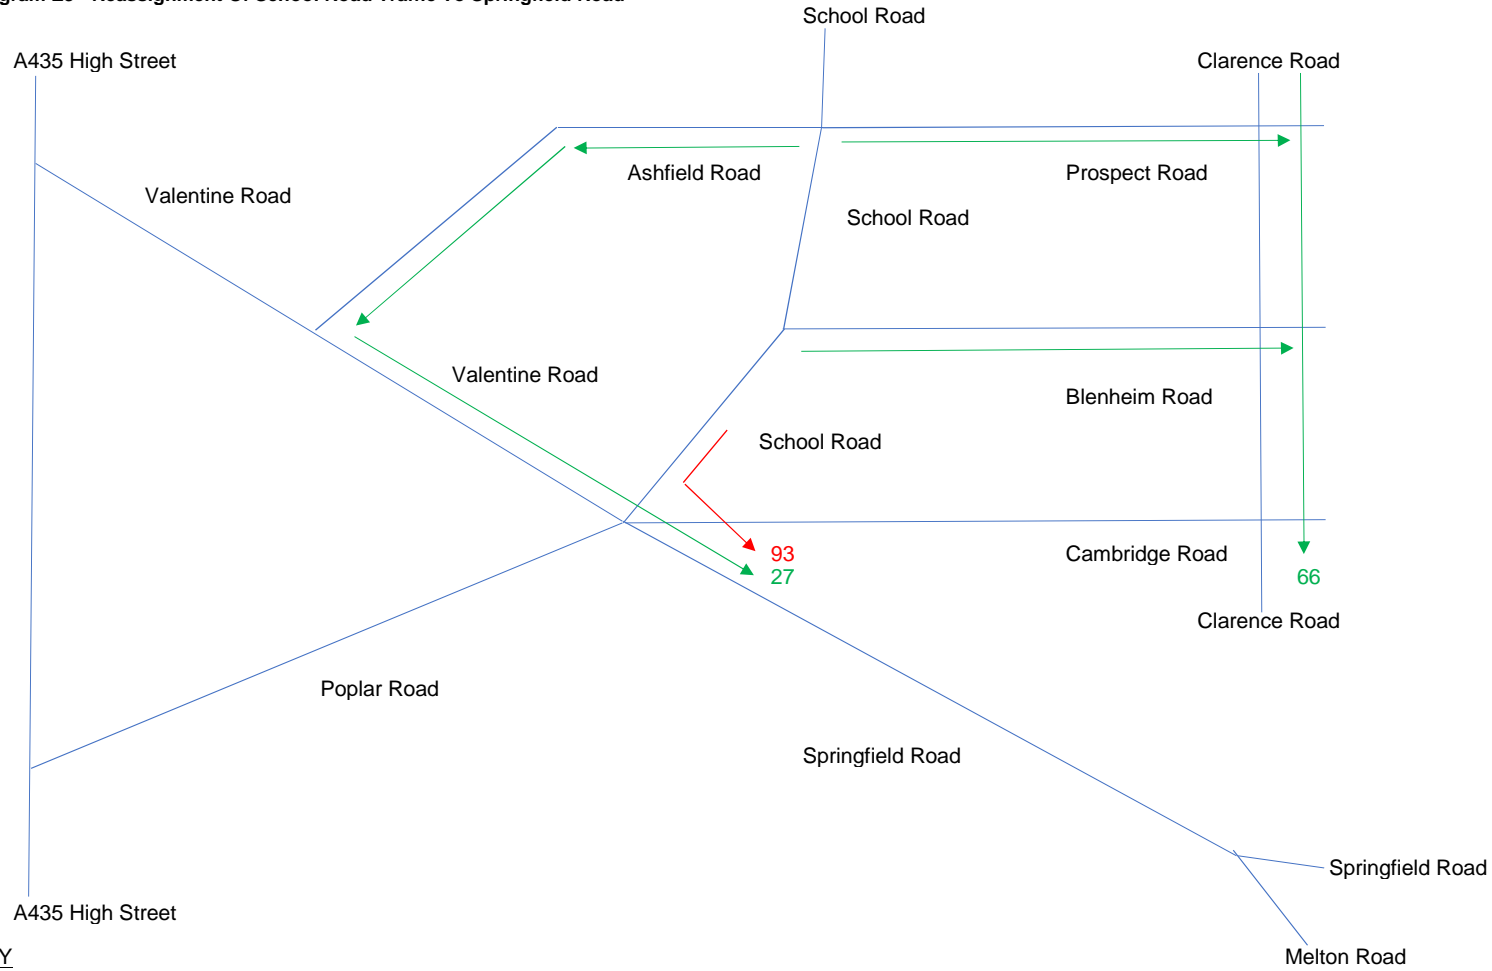 School Road
A435 High Street
Clarence Road
Ashfield Road
Prospect Road
Valentine Road
School Road
Valentine Road
Blenheim Road
School Road
93
Cambridge Road
27
66
Clarence Road
Poplar Road
Springfield Road
Springfield Road
A435 High Street
Melton Road